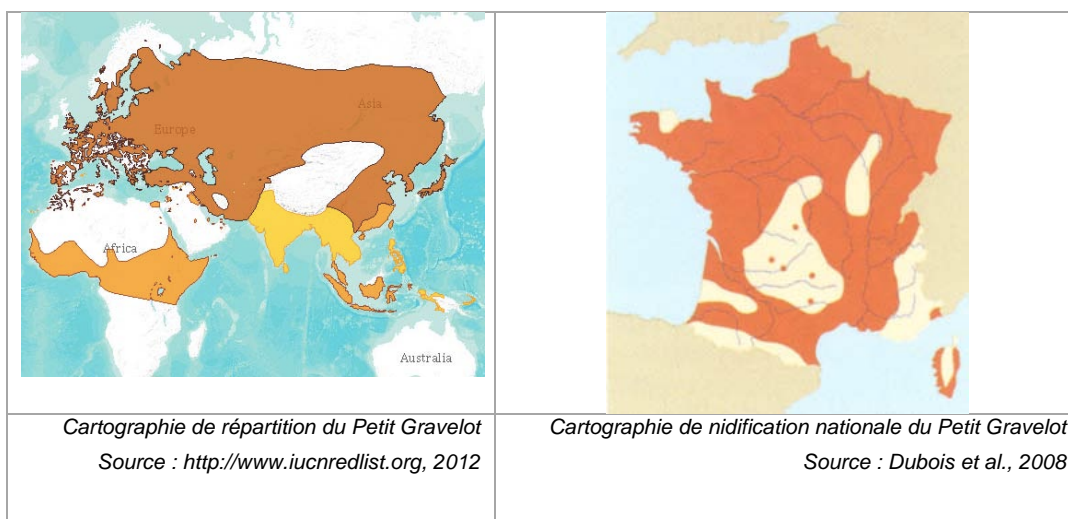 Asia
Europe
Africa
Australia
Cartographie de répartition du Petit Gravelot
Source : http://www.iucnredlist.org, 2012
Cartographie de nidification nationale du Petit Gravelot
Source : Dubois et al., 2008